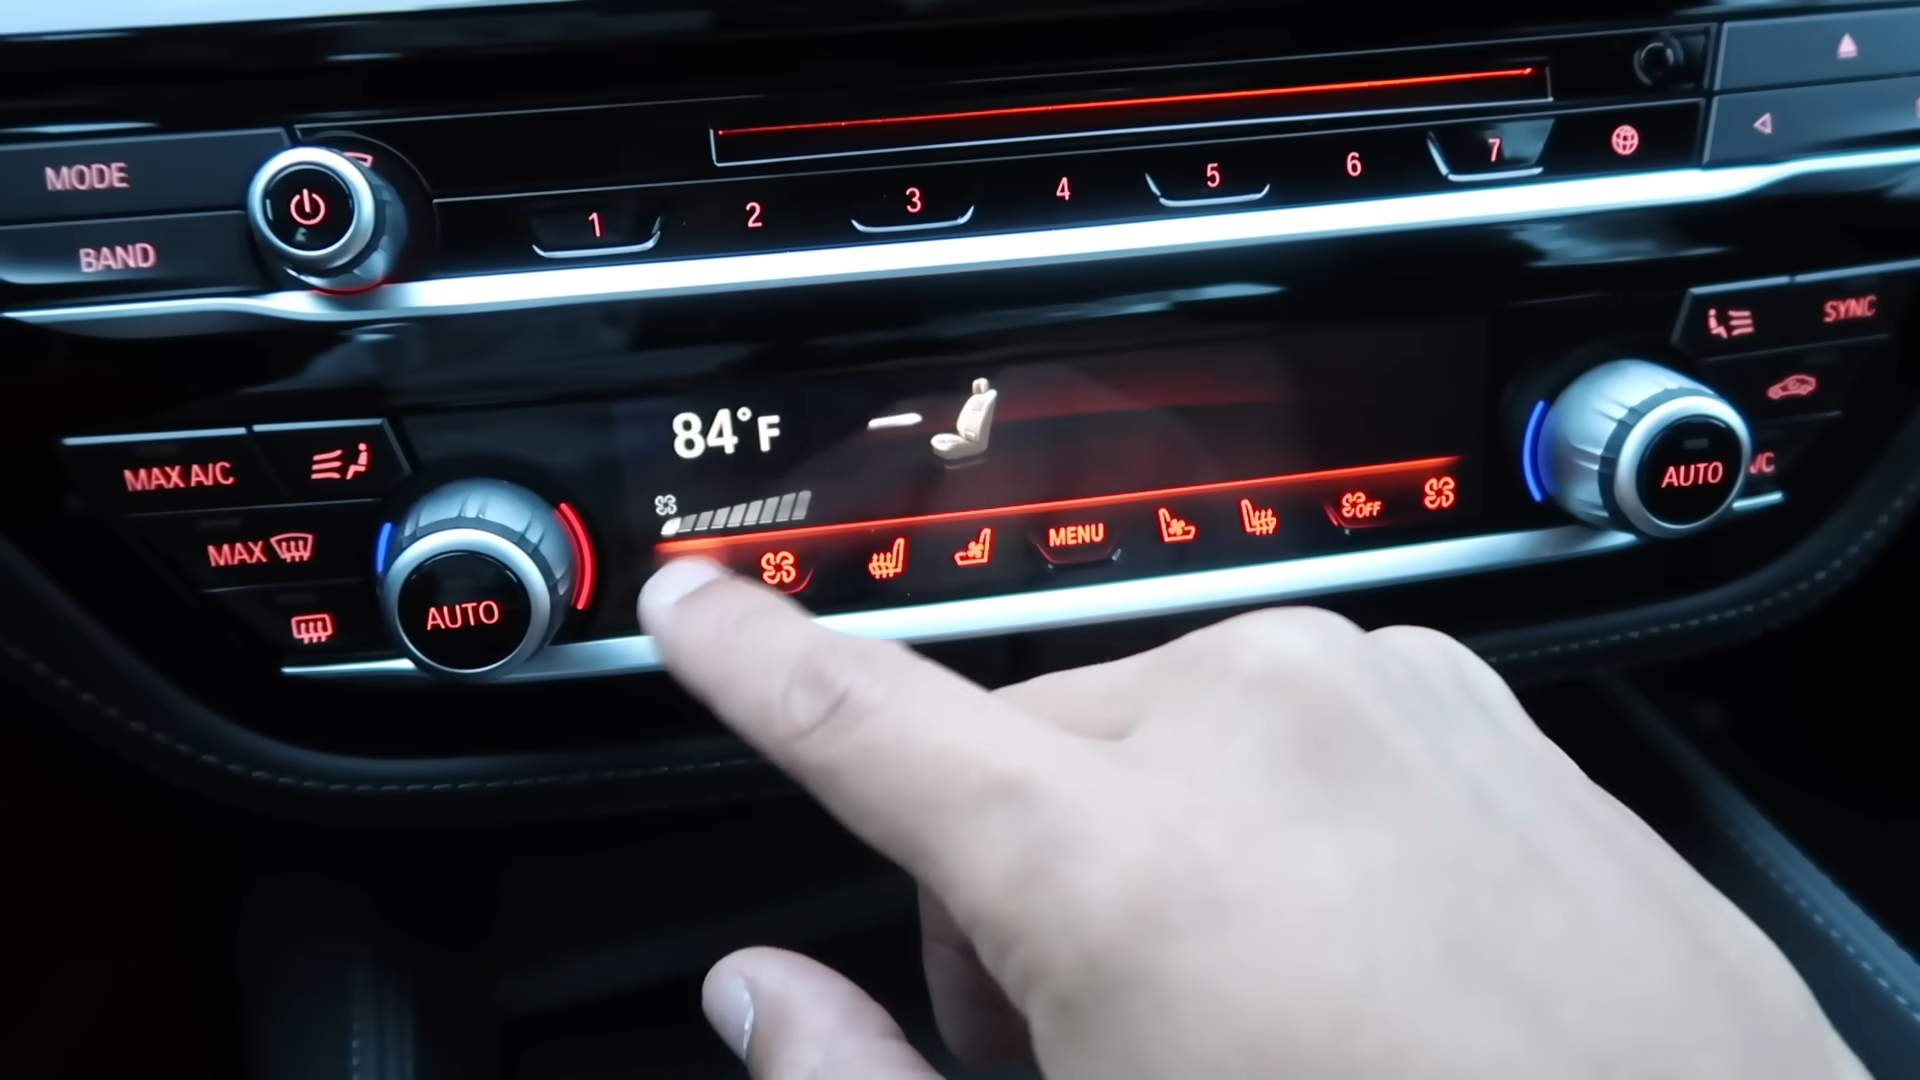 MODE
BAND
1 2 3 4 5 6 7
SYNC
84°F
MAX A/C
MAX
AUTO
MENU
OFF
AUTO